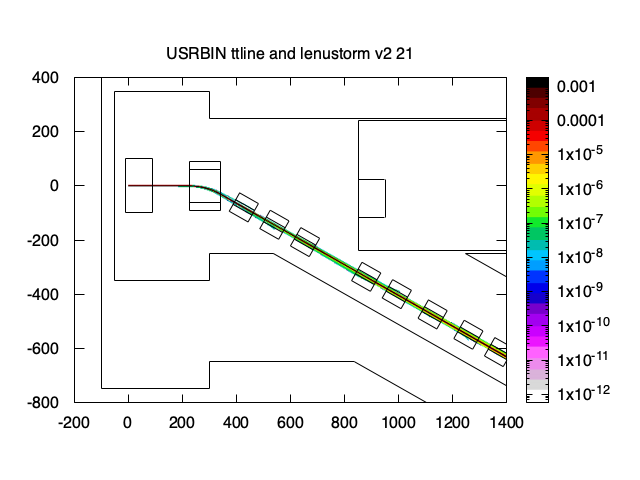 USRBIN ttline and lenustorm v2 21
400
200
0
-200
-400
-600
-800
-200 0 200 400 600 800 1000 1200 1400
0.001
0.0001
1x10-5
1x10-6
1x10-7
1x10-8
1x10-9
1x10-10
1x10-11
1x10-12